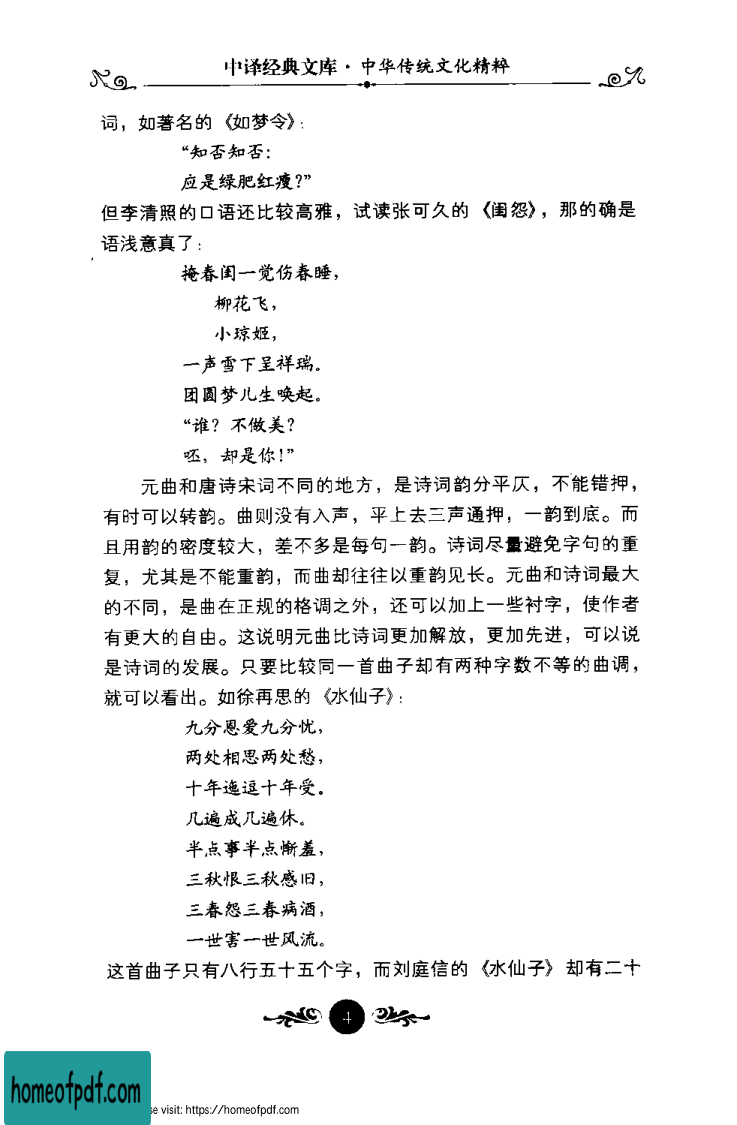 中译经典文库·中华传统文化精粹
词，如著名的《如梦令》：
“知否知否：
应是绿肥红瘦？”
但李清照的口语还比较高雅，试读张可久的《闺怨》，那的确是
语浅意真了：
掩春闺一觉伤春睡，
柳花飞，
小琼姬，
一声雪下呈祥瑞。
团圆梦儿生唤起。
“谁？不做美？
呸，却是你！”
元曲和唐诗宋词不同的地方，是诗词韵分平仄，不能错押，
有时可以转韵。曲则没有入声，平上去三声通押，一韵到底。而
且用韵的密度较大，差不多是每句一韵。诗词尽量避免字句的重
复，尤其是不能重韵，而曲却往往以重韵见长。元曲和诗词最大
的不同，是曲在正规的格调之外，还可以加上一些衬字，使作者
有更大的自由。这说明元曲比诗词更加解放，更加先进，可以说
是诗词的发展。只要比较同一首曲子却有两种字数不等的曲调，
就可以看出。如徐再思的《水仙子》：
九分恩爱九分忧，
两处相思两处愁，
十年迤逗十年受。
几遍成几遍休。
半点事半点惭羞，
三秋恨三秋感旧，
三春怨三春病酒，
一世害一世风流。
这首曲子只有八行五十五个字，而刘庭信的《水仙子》却有二十
4
homeofpdf.com
se visit: https://homeofpdf.com